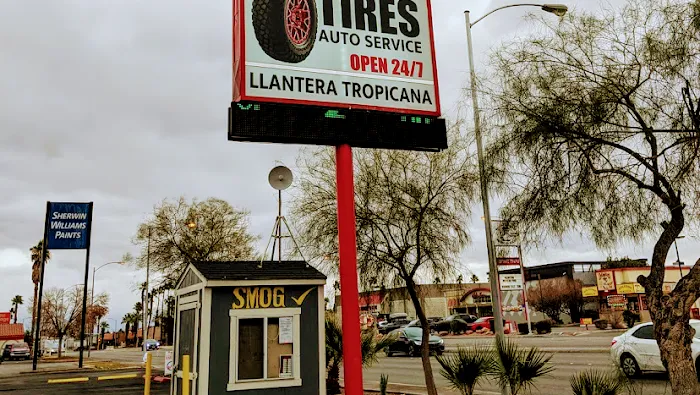 TIRES
AUTO SERVICE
OPEN 24/7
LLANTERA TROPICANA
SHERWIN
WILLIAMS
PAINTS
SMOG